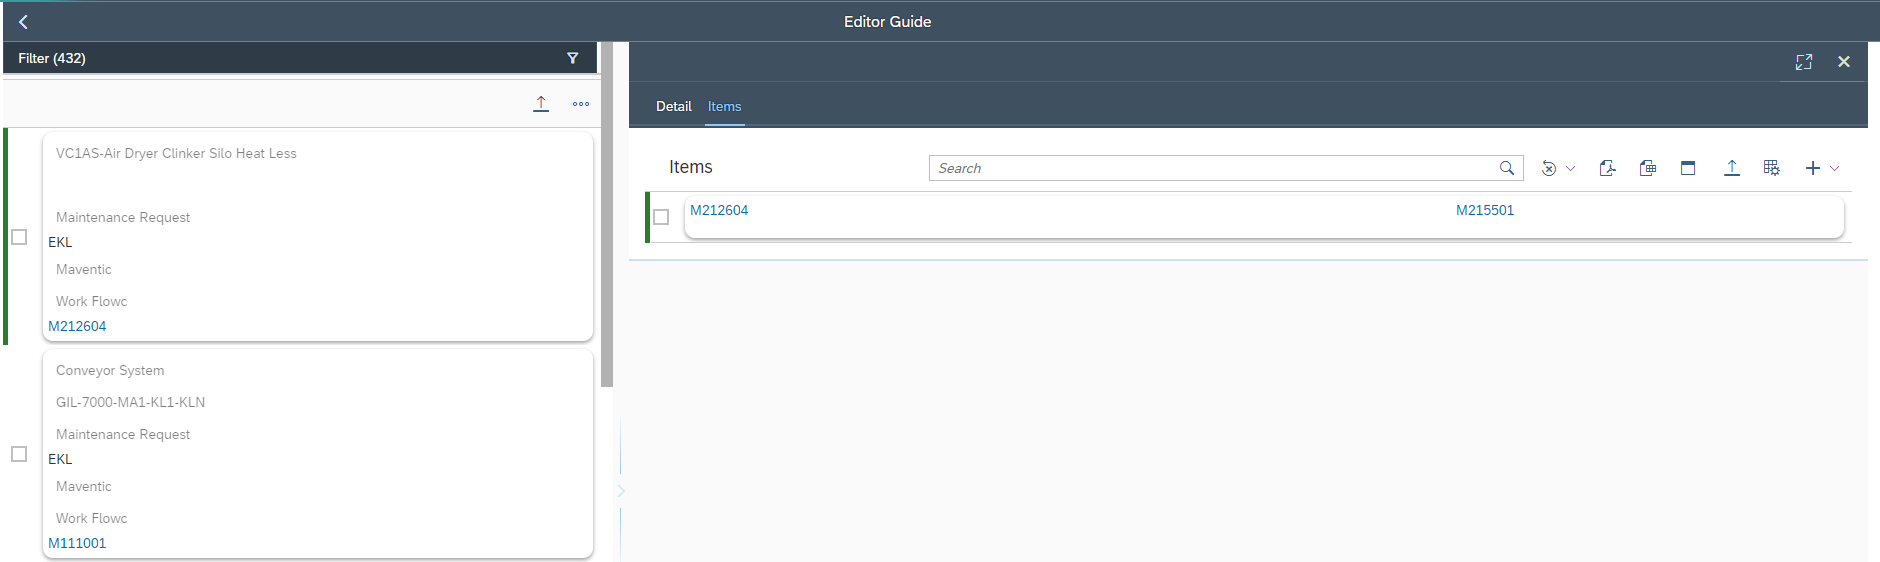 Editor Guide
Filter (432)
VC1AS-Air Dryer Clinker Silo Heat Less
Maintenance Request
EKL
Maventic
Work Flowc
M212604
Conveyor System
GIL-7000-MA1-KL1-KLN
Maintenance Request
EKL
Maventic
Work Flowc
M111001
Detail Items
Items Search
M212604 M215501